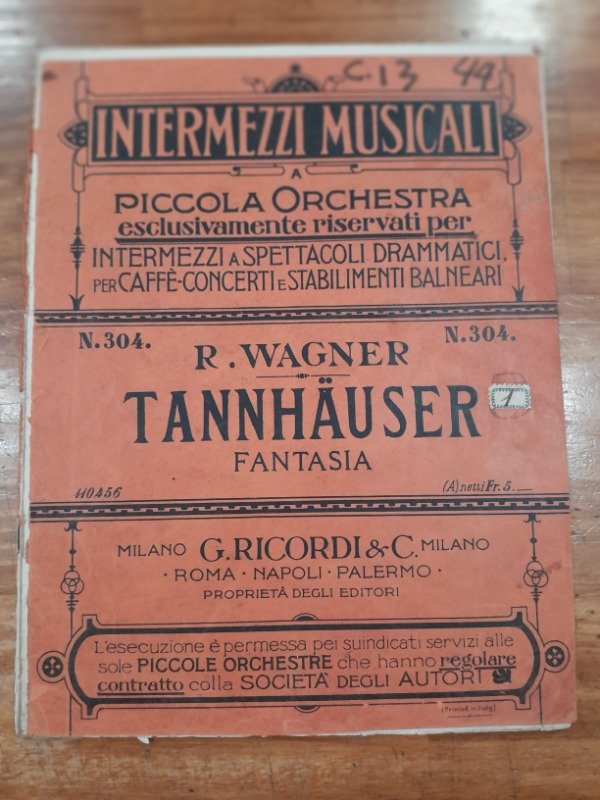 C.13 49
INTERMEZZI MUSICALI
A
PICCOLA ORCHESTRA
esclusivamente riservati per
INTERMEZZI A SPETTACOLI DRAMMATICI,
PER CAFFÈ-CONCERTI E STABILIMENTI BALNEARI
N.304. N.304.
R. WAGNER
TANNHÄUSER
1
FANTASIA
110456 (A) netti Fr. 5.
MILANO G. RICORDI & C. MILANO
· ROMA · NAPOLI · PALERMO ·
PROPRIETÀ DEGLI EDITORI
L'esecuzione è permessa pei suindicati servizi alle
sole PICCOLE ORCHESTRE che hanno regolare
contratto colla SOCIETÀ DEGLI AUTORI
(Printed in Italy)